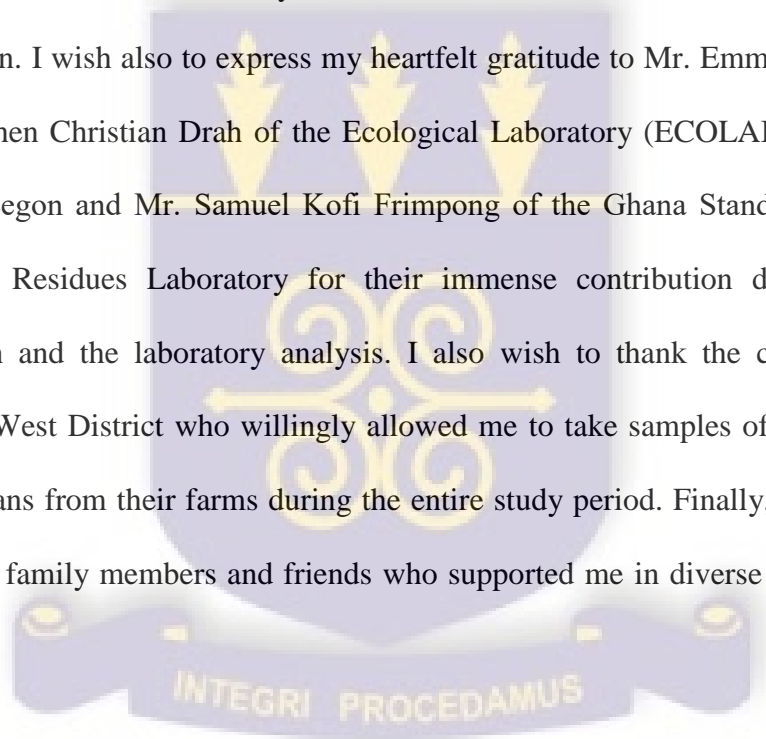 n. I wish also to express my heartfelt gratitude to Mr. Emm
hen Christian Drah of the Ecological Laboratory (ECOLA
egon and Mr. Samuel Kofi Frimpong of the Ghana Stand
Residues Laboratory for their immense contribution d
and the laboratory analysis. I also wish to thank the c
West District who willingly allowed me to take samples of
ans from their farms during the entire study period. Finally,
family members and friends who supported me in diverse
INTEGRI PROCEDAMUS